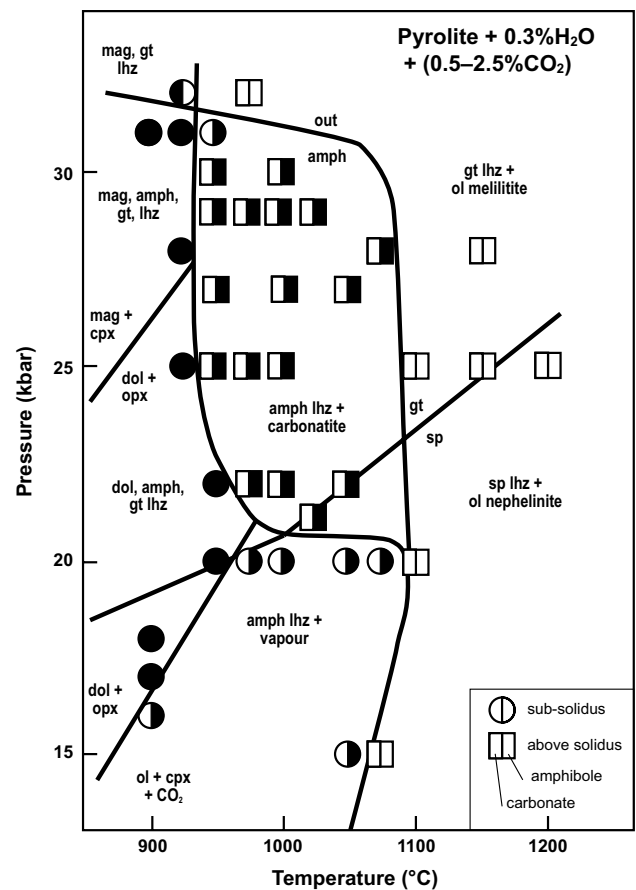 Pyrolite + 0.3%H₂O
+ (0.5–2.5%CO₂)
mag, gt
lhz
out
amph
30
mag, amph,
gt, lhz
gt lhz +
ol melilitite
mag +
cpx
25
dol +
opx
amph lhz +
carbonatite
gt
sp
Pressure (kbar)
dol, amph,
gt lhz
sp lhz +
ol nephelinite
20
amph lhz +
vapour
dol +
opx
15
ol + cpx
+ CO₂
sub-solidus
above solidus
amphibole
carbonate
900
1000
1100
1200
Temperature (°C)